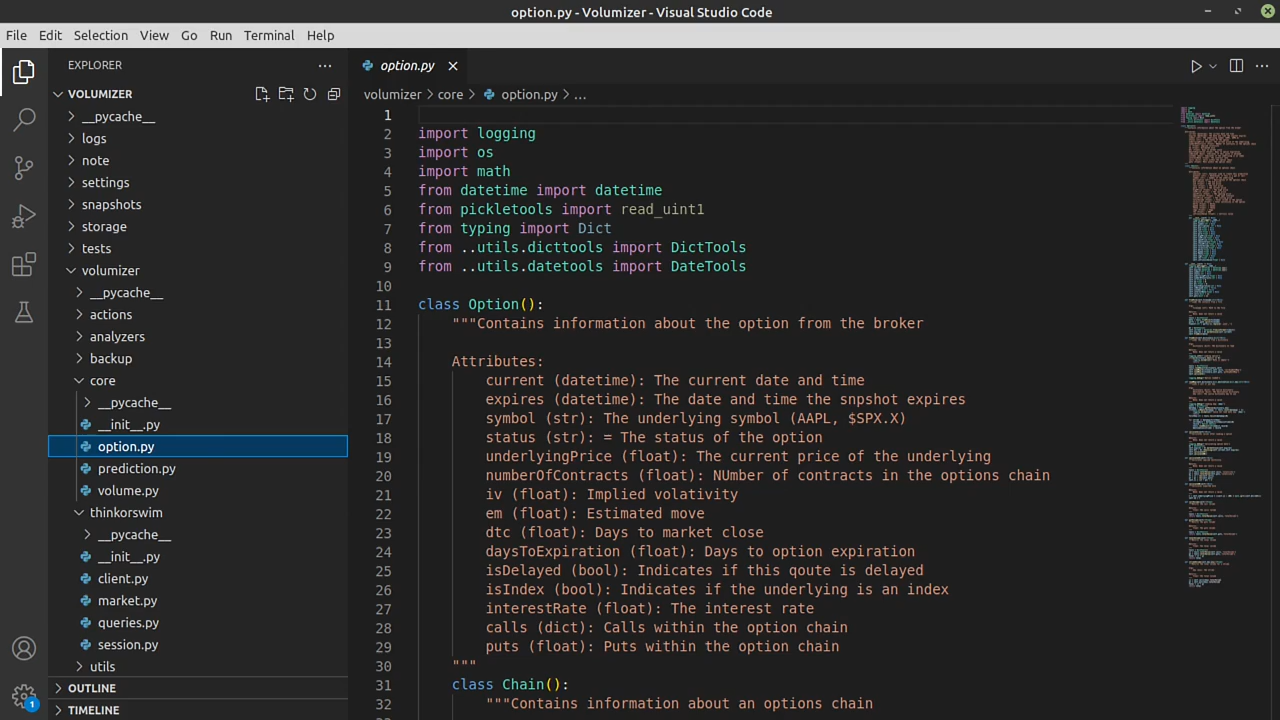 option.py - Volumizer - Visual Studio Code
File Edit Selection View Go Run Terminal Help
EXPLORER
VOLUMIZER
__pycache__
logs
note
settings
snapshots
storage
tests
volumizer
__pycache__
actions
analyzers
backup
core
__pycache__
__init__.py
option.py
prediction.py
volume.py
thinkorswim
__pycache__
__init__.py
client.py
market.py
queries.py
session.py
utils
OUTLINE
TIMELINE
1
option.py
volumizer > core > option.py > ...
1
2 import logging
3 import os
4 import math
5 from datetime import datetime
6 from pickletools import read_uint1
7 from typing import Dict
8 from ..utils.dicttools import DictTools
9 from ..utils.datetools import DateTools
10
11 class Option():
12 """Contains information about the option from the broker
13
14 Attributes:
15 current (datetime): The current date and time
16 expires (datetime): The date and time the snpshot expires
17 symbol (str): The underlying symbol (AAPL, $SPX.X)
18 status (str): = The status of the option
19 underlyingPrice (float): The current price of the underlying
20 numberOfContracts (float): NUmber of contracts in the options chain
21 iv (float): Implied volativity
22 em (float): Estimated move
23 dtc (float): Days to market close
24 daysToExpiration (float): Days to option expiration
25 isDelayed (bool): Indicates if this qoute is delayed
26 isIndex (bool): Indicates if the underlying is an index
27 interestRate (float): The interest rate
28 calls (dict): Calls within the option chain
29 puts (float): Puts within the option chain
30 """
31 class Chain():
32 """Contains information about an options chain